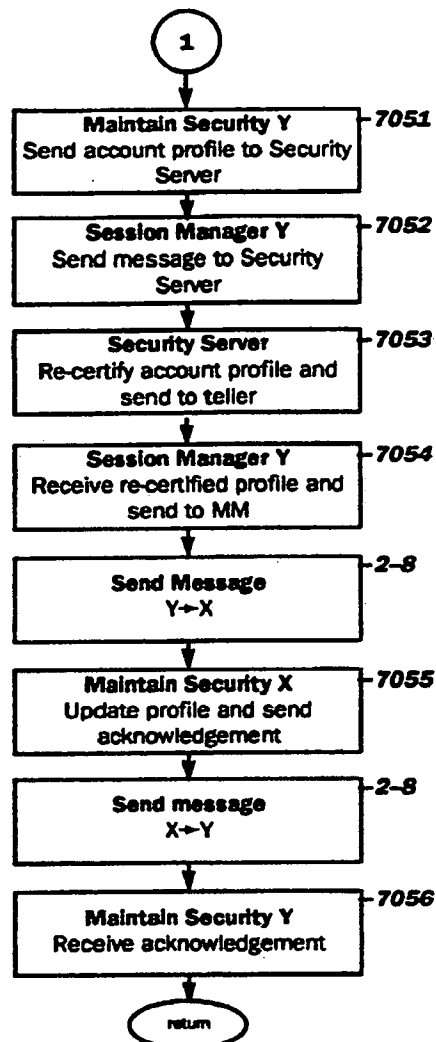 1
Maintain Security Y
7051
Send account profile to Security
Server
Session Manager Y
7052
Send message to Security
Server
Security Server
7053
Re-certify account profile and
send to teller
Session Manager Y
7054
Receive re-certified profile and
send to MM
Send Message
2-8
Y→X
Maintain Security X
7055
Update profile and send
acknowledgement
Send message
2-8
X→Y
Maintain Security Y
7056
Receive acknowledgement
return